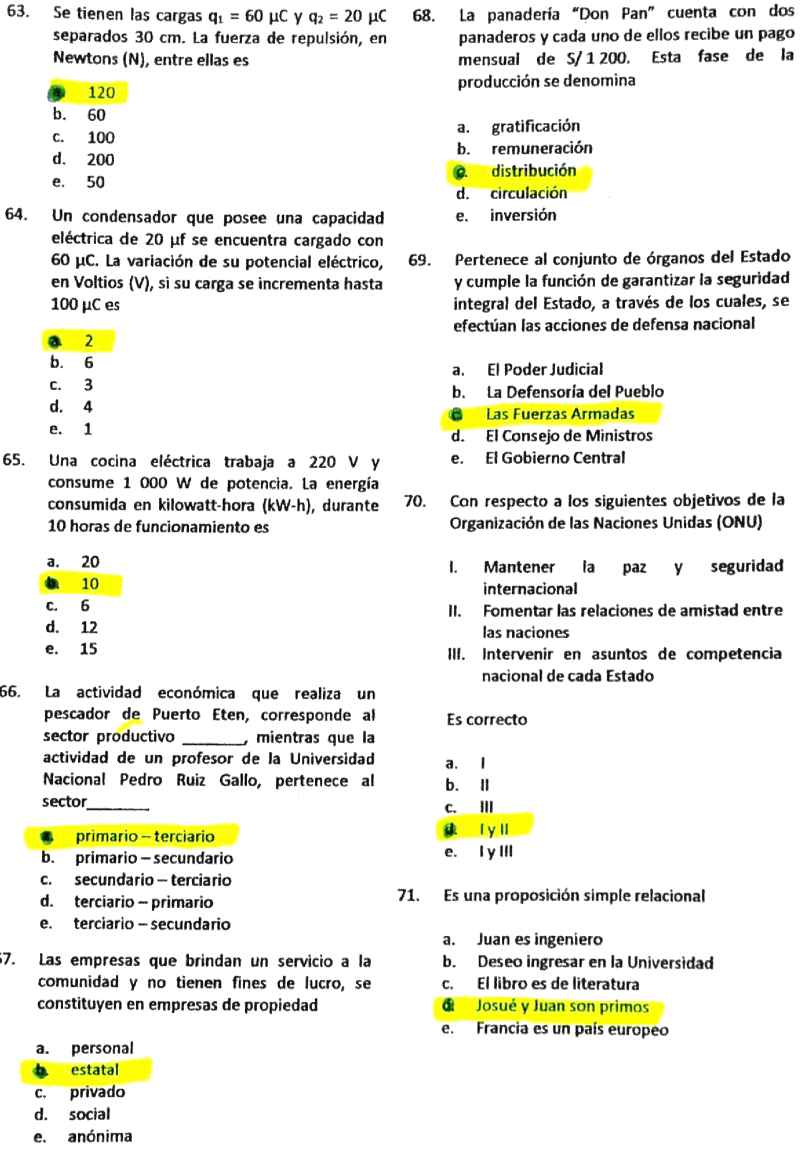 63. Se tienen las cargas q₁ = 60 µC y q₂ = 20 µC
separados 30 cm. La fuerza de repulsión, en
Newtons (N), entre ellas es
a. 120
b. 60
c. 100
d. 200
e. 50
64. Un condensador que posee una capacidad
eléctrica de 20 µf se encuentra cargado con
60 µC. La variación de su potencial eléctrico,
en Voltios (V), si su carga se incrementa hasta
100 µC es
a. 2
b. 6
c. 3
d. 4
e. 1
65. Una cocina eléctrica trabaja a 220 V y
consume 1 000 W de potencia. La energía
consumida en kilowatt-hora (kW-h), durante
10 horas de funcionamiento es
a. 20
b. 10
c. 6
d. 12
e. 15
66. La actividad económica que realiza un
pescador de Puerto Eten, corresponde al
sector productivo _______, mientras que la
actividad de un profesor de la Universidad
Nacional Pedro Ruiz Gallo, pertenece al
sector_______
a. primario – terciario
b. primario – secundario
c. secundario – terciario
d. terciario – primario
e. terciario – secundario
67. Las empresas que brindan un servicio a la
comunidad y no tienen fines de lucro, se
constituyen en empresas de propiedad
a. personal
b. estatal
c. privado
d. social
e. anónima
68. La panadería “Don Pan” cuenta con dos
panaderos y cada uno de ellos recibe un pago
mensual de S/ 1 200. Esta fase de la
producción se denomina
a. gratificación
b. remuneración
c. distribución
d. circulación
e. inversión
69. Pertenece al conjunto de órganos del Estado
y cumple la función de garantizar la seguridad
integral del Estado, a través de los cuales, se
efectúan las acciones de defensa nacional
a. El Poder Judicial
b. La Defensoría del Pueblo
c. Las Fuerzas Armadas
d. El Consejo de Ministros
e. El Gobierno Central
70. Con respecto a los siguientes objetivos de la
Organización de las Naciones Unidas (ONU)
I. Mantener la paz y seguridad
internacional
II. Fomentar las relaciones de amistad entre
las naciones
III. Intervenir en asuntos de competencia
nacional de cada Estado
Es correcto
a. I
b. II
c. III
d. I y II
e. I y III
71. Es una proposición simple relacional
a. Juan es ingeniero
b. Deseo ingresar en la Universidad
c. El libro es de literatura
d. Josué y Juan son primos
e. Francia es un país europeo